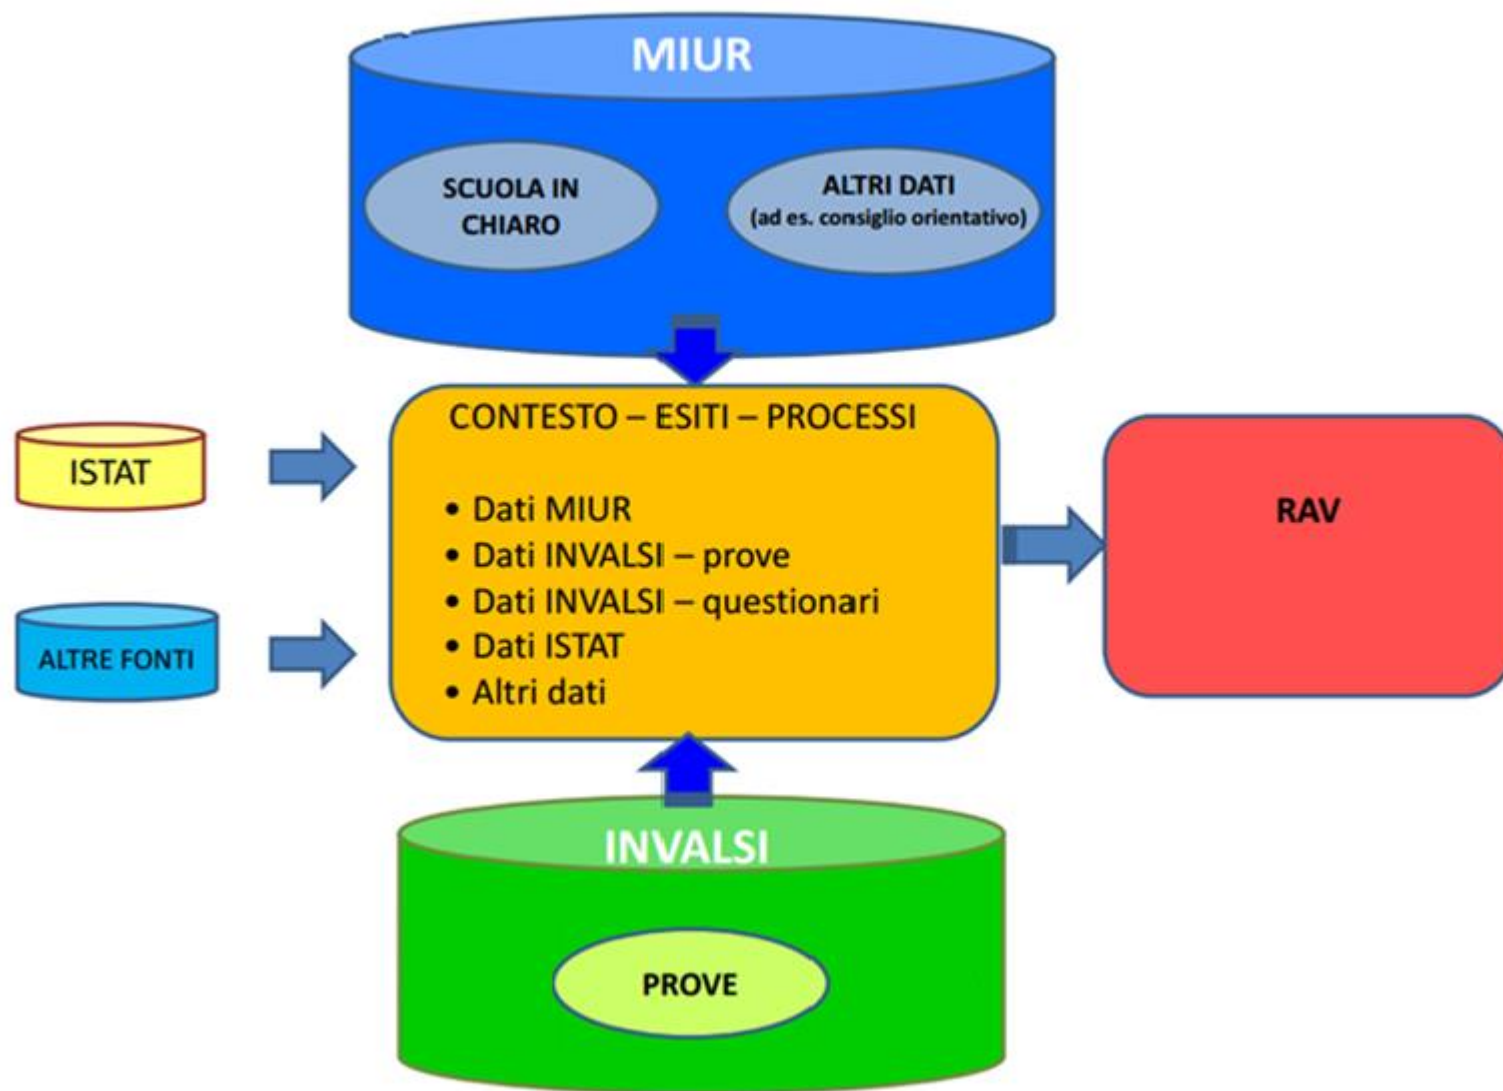 MIUR
SCUOLA IN
CHIARO
ALTRI DATI
(ad es. consiglio orientativo)
CONTESTO – ESITI – PROCESSI
• Dati MIUR
• Dati INVALSI – prove
• Dati INVALSI – questionari
• Dati ISTAT
• Altri dati
ISTAT
ALTRE FONTI
RAV
INVALSI
PROVE